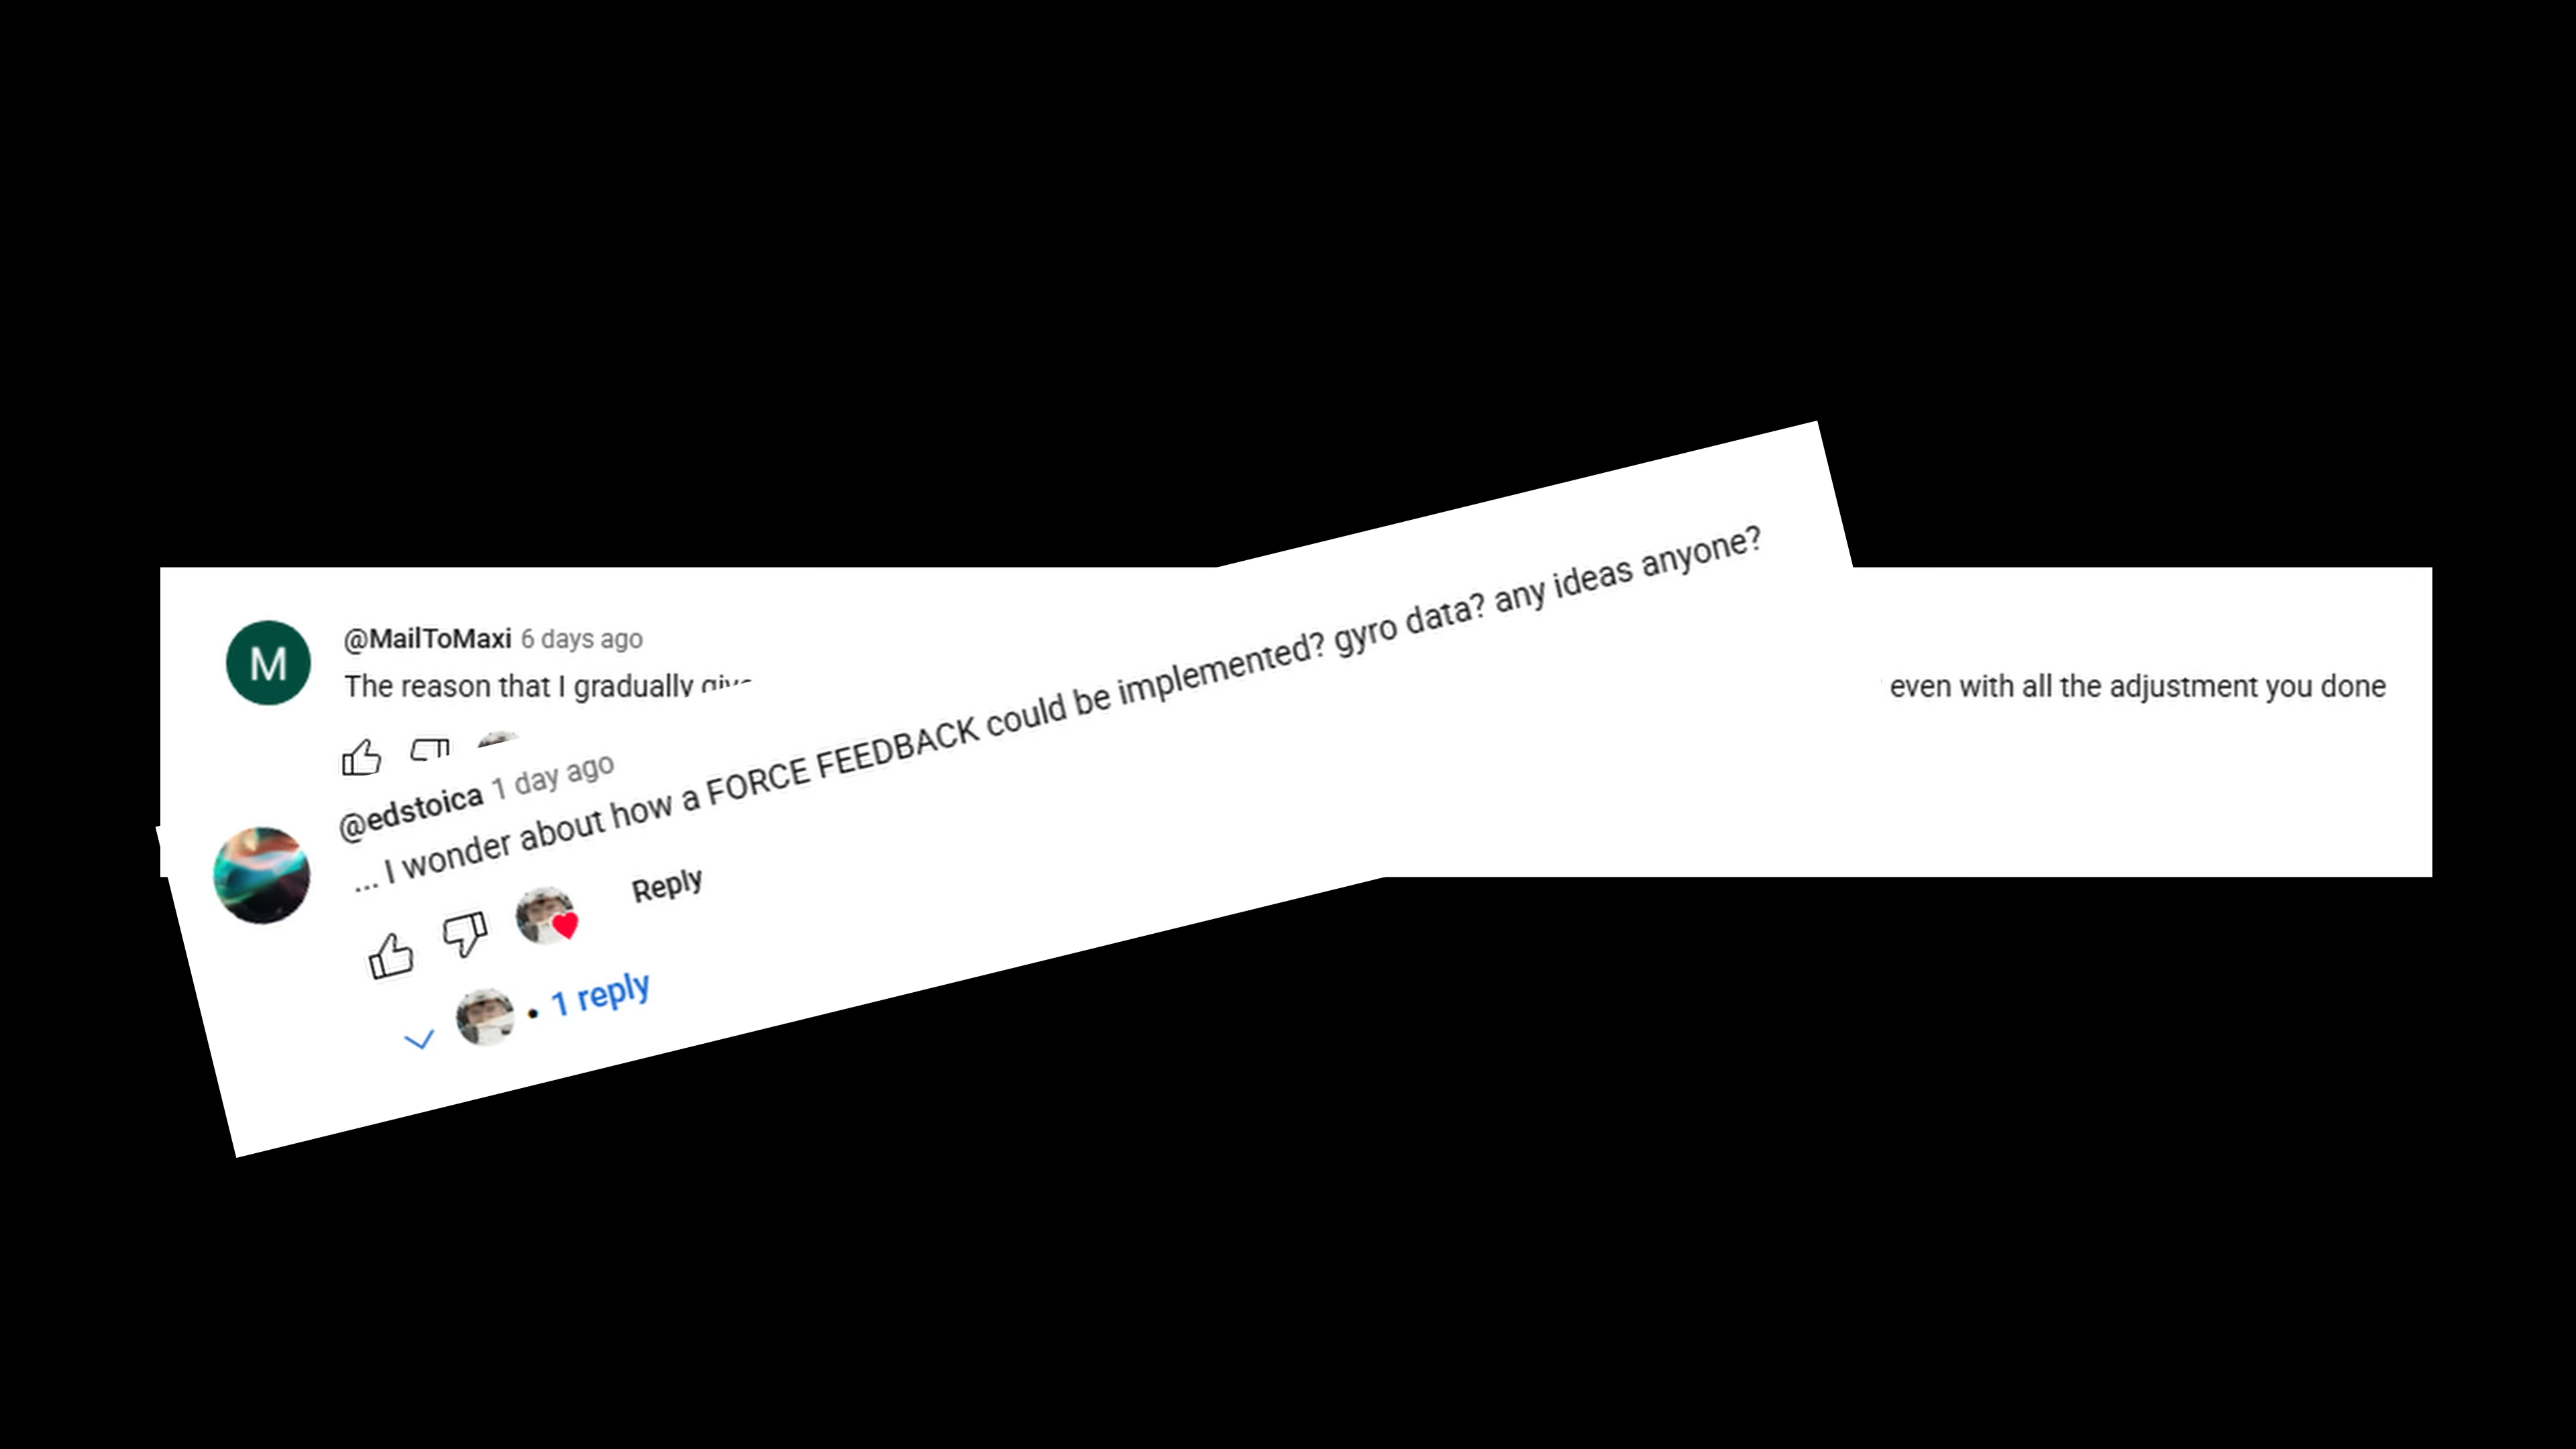 M
@MailToMaxi 6 days ago
The reason that I gradually
even with all the adjustment you done
@edstoica 1 day ago
... I wonder about how a FORCE FEEDBACK could be implemented? gyro data? any ideas anyone?
Reply
• 1 reply